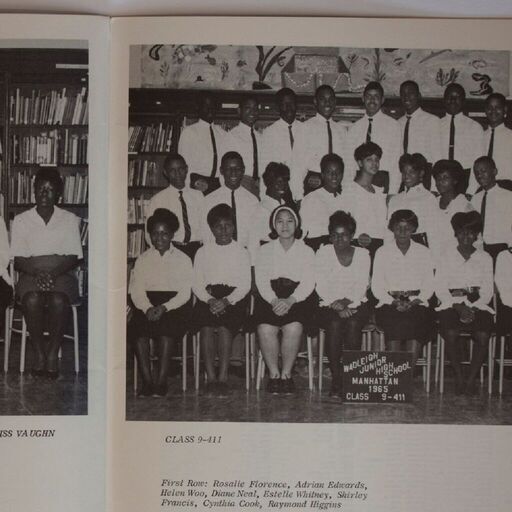 WADLEIGH
JUNIOR HIGH
SCHOOL
MANHATTAN
1965
CLASS 9-411
ISS VAUGHN
CLASS 9-411
First Row: Rosalie Florence, Adrian Edwards,
Helen Woo, Diane Neal, Estelle Whitney, Shirley
Francis, Cynthia Cook, Raymond Higgins